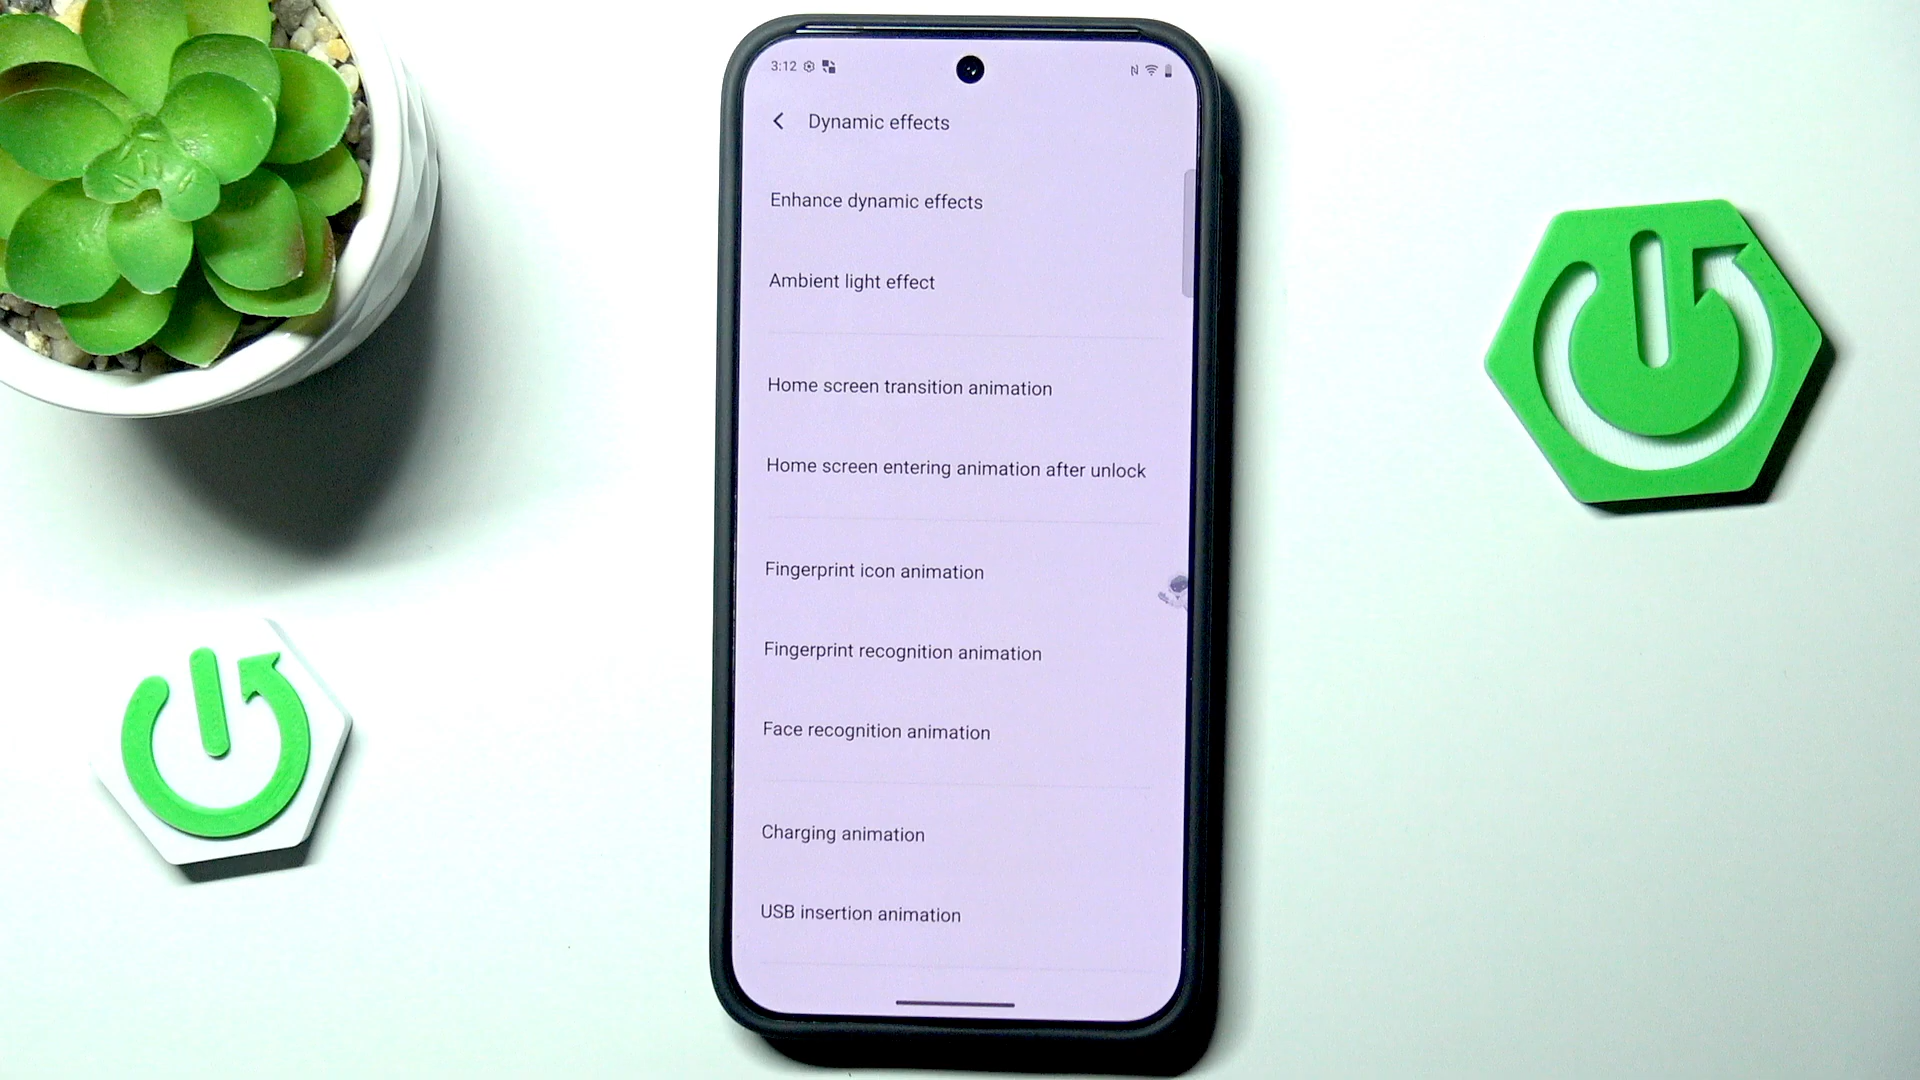 3:12
Dynamic effects
Enhance dynamic effects
Ambient light effect
Home screen transition animation
Home screen entering animation after unlock
Fingerprint icon animation
Fingerprint recognition animation
Face recognition animation
Charging animation
USB insertion animation